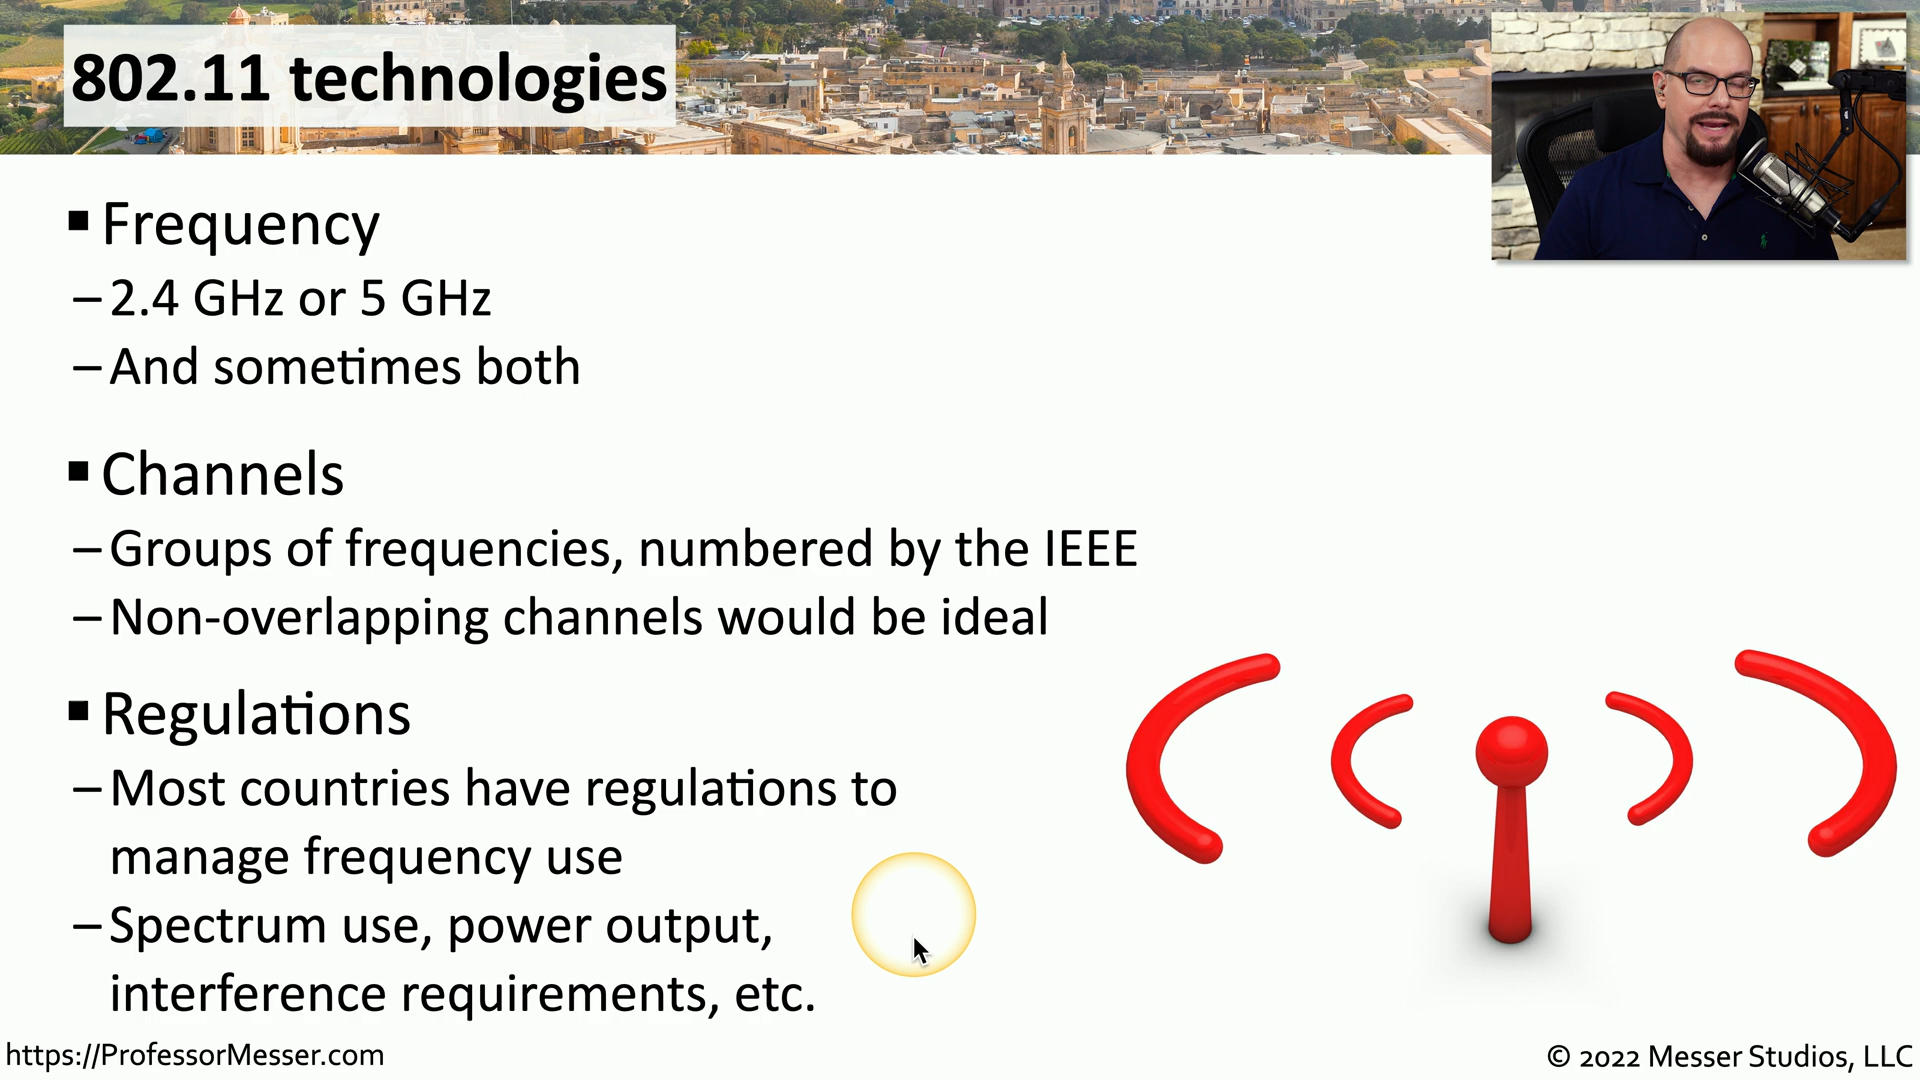 802.11 technologies
▪ Frequency
– 2.4 GHz or 5 GHz
– And sometimes both
▪ Channels
– Groups of frequencies, numbered by the IEEE
– Non-overlapping channels would be ideal
▪ Regulations
– Most countries have regulations to
manage frequency use
– Spectrum use, power output,
interference requirements, etc.
https://ProfessorMesser.com
© 2022 Messer Studios, LLC